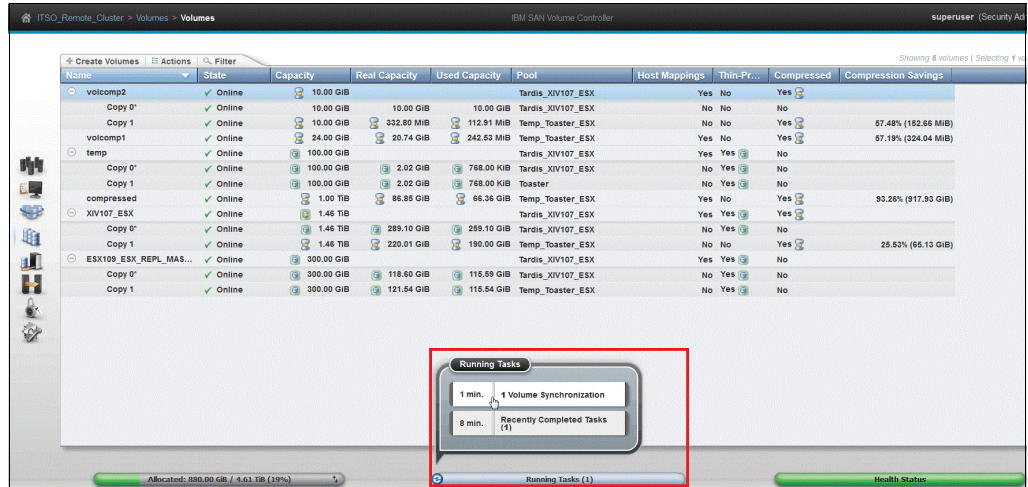 ITSO_Remote_Cluster > Volumes > Volumes IBM SAN Volume Controller superuser (Security Ad
Create Volumes Actions Filter Showing 6 volumes | Selecting 1 vo
Name State Capacity Real Capacity Used Capacity Pool Host Mappings Thin-Pr... Compressed Compression Savings
volcomp2 Online 10.00 GiB Tardis_XIV107_ESX Yes No Yes
Copy 0* Online 10.00 GiB 10.00 GiB 10.00 GiB Tardis_XIV107_ESX No No No
Copy 1 Online 10.00 GiB 332.80 MiB 112.91 MiB Temp_Toaster_ESX No No Yes 57.48% (152.66 MiB)
volcomp1 Online 24.00 GiB 20.74 GiB 242.53 MiB Temp_Toaster_ESX Yes No Yes 57.19% (324.04 MiB)
temp Online 100.00 GiB Tardis_XIV107_ESX Yes Yes No
Copy 0* Online 100.00 GiB 2.02 GiB 768.00 KiB Tardis_XIV107_ESX No Yes No
Copy 1 Online 100.00 GiB 2.02 GiB 768.00 KiB Toaster No Yes No
compressed Online 1.00 TiB 86.85 GiB 66.36 GiB Temp_Toaster_ESX Yes No Yes 93.26% (917.93 GiB)
XIV107_ESX Online 1.46 TiB Tardis_XIV107_ESX Yes Yes Yes
Copy 0* Online 1.46 TiB 289.10 GiB 259.10 GiB Tardis_XIV107_ESX No Yes No
Copy 1 Online 1.46 TiB 220.01 GiB 190.00 GiB Temp_Toaster_ESX No No Yes 25.53% (65.13 GiB)
ESX109_ESX_REPL_MAS... Online 300.00 GiB Tardis_XIV107_ESX Yes Yes No
Copy 0* Online 300.00 GiB 118.60 GiB 115.59 GiB Tardis_XIV107_ESX No Yes No
Copy 1 Online 300.00 GiB 121.54 GiB 115.54 GiB Temp_Toaster_ESX No Yes No
Running Tasks
1 min. 1 Volume Synchronization
8 min. Recently Completed Tasks
(1)
Allocated: 880.00 GiB / 4.61 TiB (19%) Running Tasks (1) Health Status